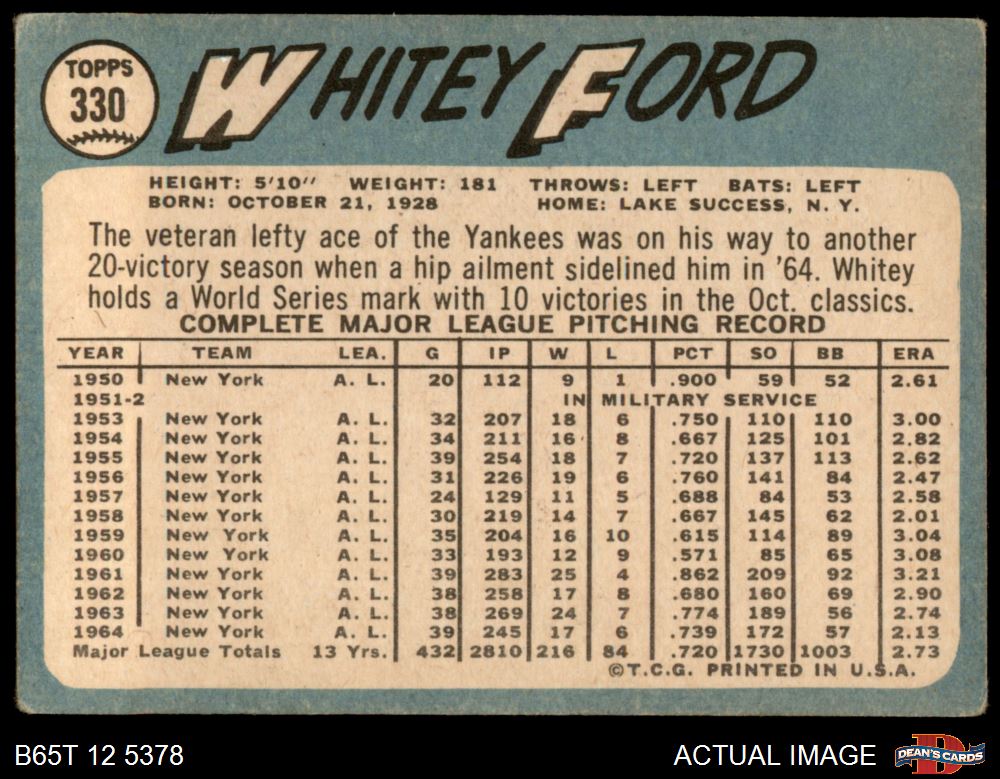 TOPPS
330
WHITEY FORD
HEIGHT: 5'10" WEIGHT: 181 THROWS: LEFT BATS: LEFT
BORN: OCTOBER 21, 1928 HOME: LAKE SUCCESS, N. Y.
The veteran lefty ace of the Yankees was on his way to another
20-victory season when a hip ailment sidelined him in '64. Whitey
holds a World Series mark with 10 victories in the Oct. classics.
COMPLETE MAJOR LEAGUE PITCHING RECORD
YEAR TEAM LEA. G IP W L PCT SO BB ERA
1950 New York A. L. 20 112 9 1 .900 59 52 2.61
1951-2 IN MILITARY SERVICE
1953 New York A. L. 32 207 18 6 .750 110 110 3.00
1954 New York A. L. 34 211 16 8 .667 125 101 2.82
1955 New York A. L. 39 254 18 7 .720 137 113 2.62
1956 New York A. L. 31 226 19 6 .760 141 84 2.47
1957 New York A. L. 24 129 11 5 .688 84 53 2.58
1958 New York A. L. 30 219 14 7 .667 145 62 2.01
1959 New York A. L. 35 204 16 10 .615 114 89 3.04
1960 New York A. L. 33 193 12 9 .571 85 65 3.08
1961 New York A. L. 39 283 25 4 .862 209 92 3.21
1962 New York A. L. 38 258 17 8 .680 160 69 2.90
1963 New York A. L. 38 269 24 7 .774 189 56 2.74
1964 New York A. L. 39 245 17 6 .739 172 57 2.13
Major League Totals 13 Yrs. 432 2810 216 84 .720 1730 1003 2.73
©T.C.G. PRINTED IN U.S.A.
B65T 12 5378 ACTUAL IMAGE DEAN'S CARDS